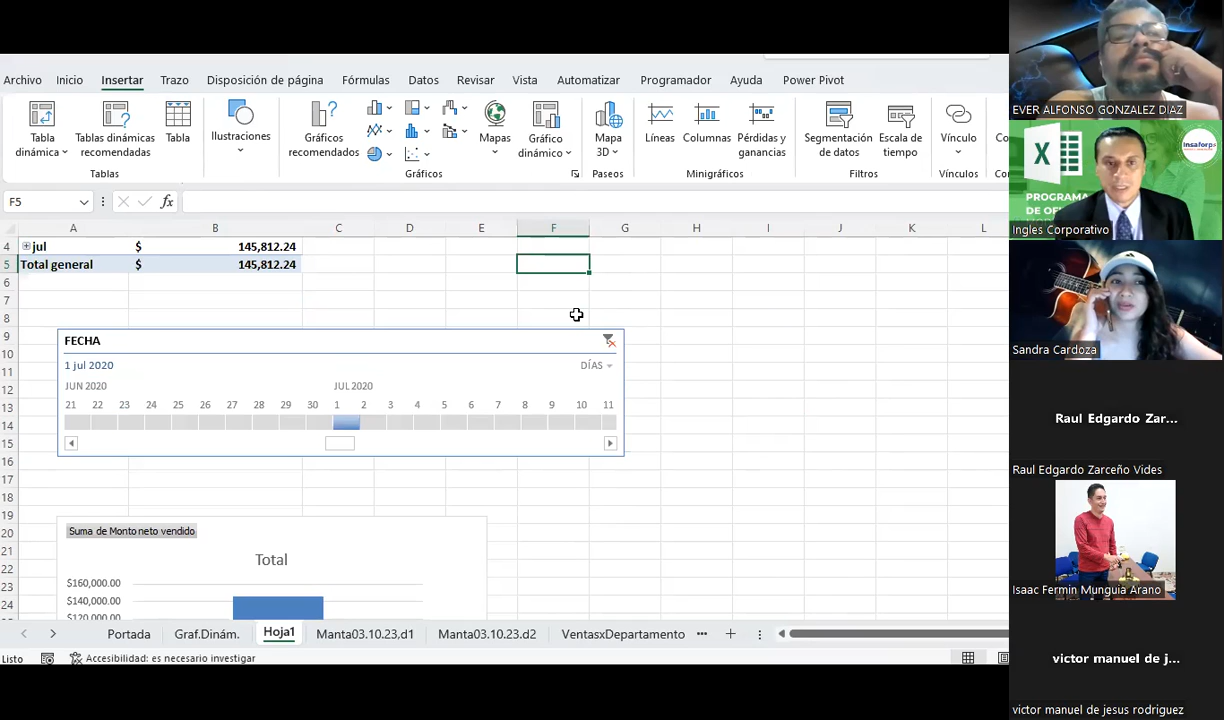 Archivo Inicio Insertar Trazo Disposición de página Fórmulas Datos Revisar Vista Automatizar Programador Ayuda Power Pivot
Tabla dinámica
Tablas dinámicas recomendadas
Tabla
Ilustraciones
Gráficos recomendados
Mapas
Gráfico dinámico
Mapa 3D
Líneas
Columnas
Pérdidas y ganancias
Segmentación de datos
Escala de tiempo
Vínculo
Tablas
Gráficos
Paseos
Minigráficos
Filtros
Vínculos
F5
fx
A B C D E F G H I J K L
4 jul $ 145,812.24
5 Total general $ 145,812.24
6
7
8
9
10
11
12
13
14
15
16
17
18
19
20
21
22
23
24
FECHA
1 jul 2020
DÍAS
JUN 2020 JUL 2020
21 22 23 24 25 26 27 28 29 30 1 2 3 4 5 6 7 8 9 10 11
Suma de Monto neto vendido
Total
$160,000.00
$140,000.00
$120,000.00
Portada Graf.Dinám. Hoja1 Manta03.10.23.d1 Manta03.10.23.d2 VentasxDepartamento
Listo
Accesibilidad: es necesario investigar
EVER ALFONSO GONZALEZ DIAZ
X
insaforp
PROGRAMA
DE OFI
Ingles Corporativo
Sandra Cardoza
Raul Edgardo Zar...
Raul Edgardo Zarceño Vides
Isaac Fermin Munguia Arano
victor manuel de j...
victor manuel de jesus rodriguez